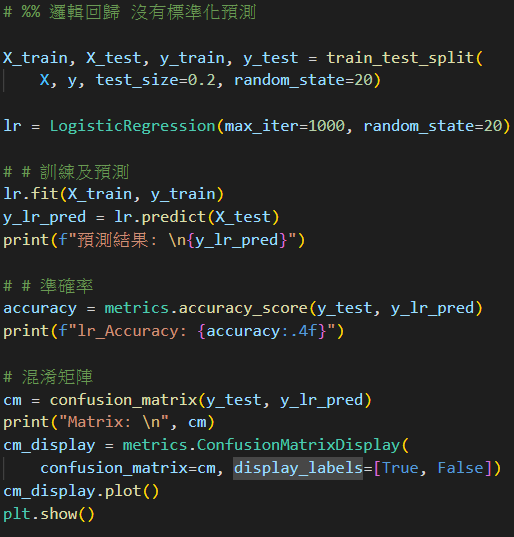 # %% 邏輯回歸 沒有標準化預測
X_train, X_test, y_train, y_test = train_test_split(
    X, y, test_size=0.2, random_state=20)
lr = LogisticRegression(max_iter=1000, random_state=20)
# # 訓練及預測
lr.fit(X_train, y_train)
y_lr_pred = lr.predict(X_test)
print(f"預測結果: \n{y_lr_pred}")
# # 準確率
accuracy = metrics.accuracy_score(y_test, y_lr_pred)
print(f"lr_Accuracy: {accuracy:.4f}")
# 混淆矩陣
cm = confusion_matrix(y_test, y_lr_pred)
print("Matrix: \n", cm)
cm_display = metrics.ConfusionMatrixDisplay(
    confusion_matrix=cm, display_labels=[True, False])
cm_display.plot()
plt.show()